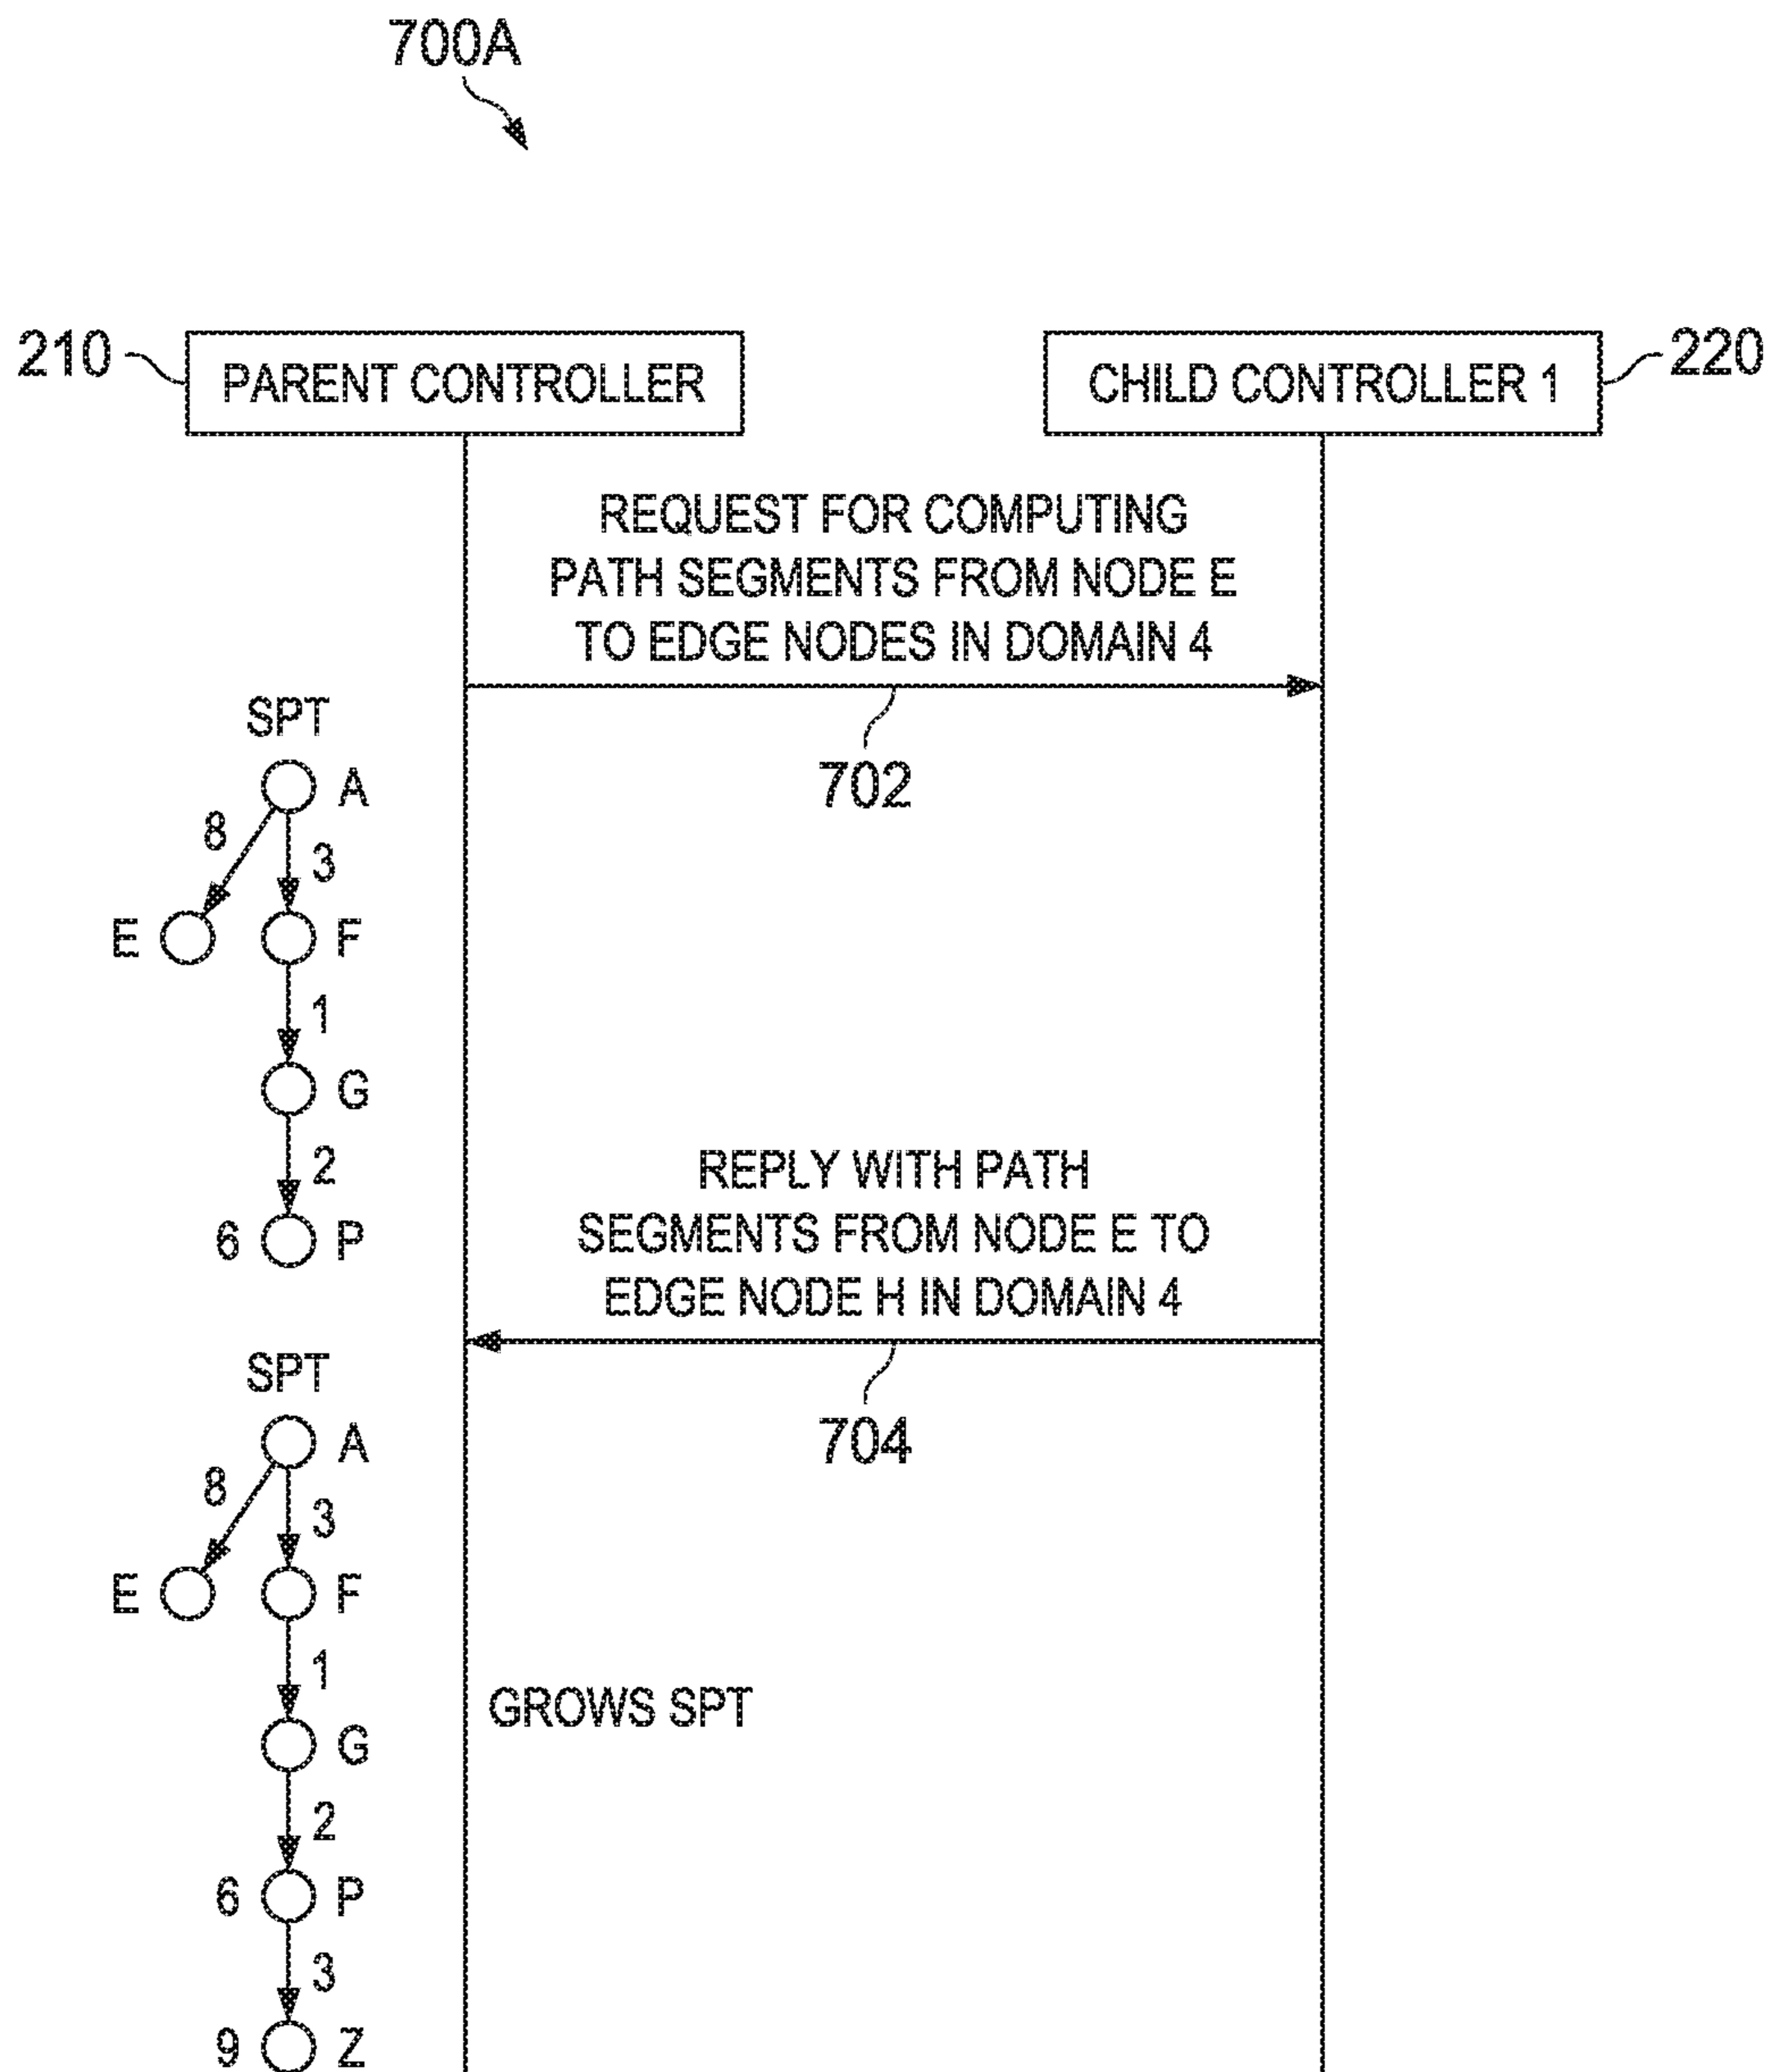 700A
210
PARENT CONTROLLER
CHILD CONTROLLER 1
220
REQUEST FOR COMPUTING
PATH SEGMENTS FROM NODE E
TO EDGE NODES IN DOMAIN 4
702
SPT
A
8
3
E
F
1
G
2
6
P
REPLY WITH PATH
SEGMENTS FROM NODE E TO
EDGE NODE H IN DOMAIN 4
704
SPT
A
8
3
E
F
1
GROWS SPT
G
2
6
P
3
9
Z